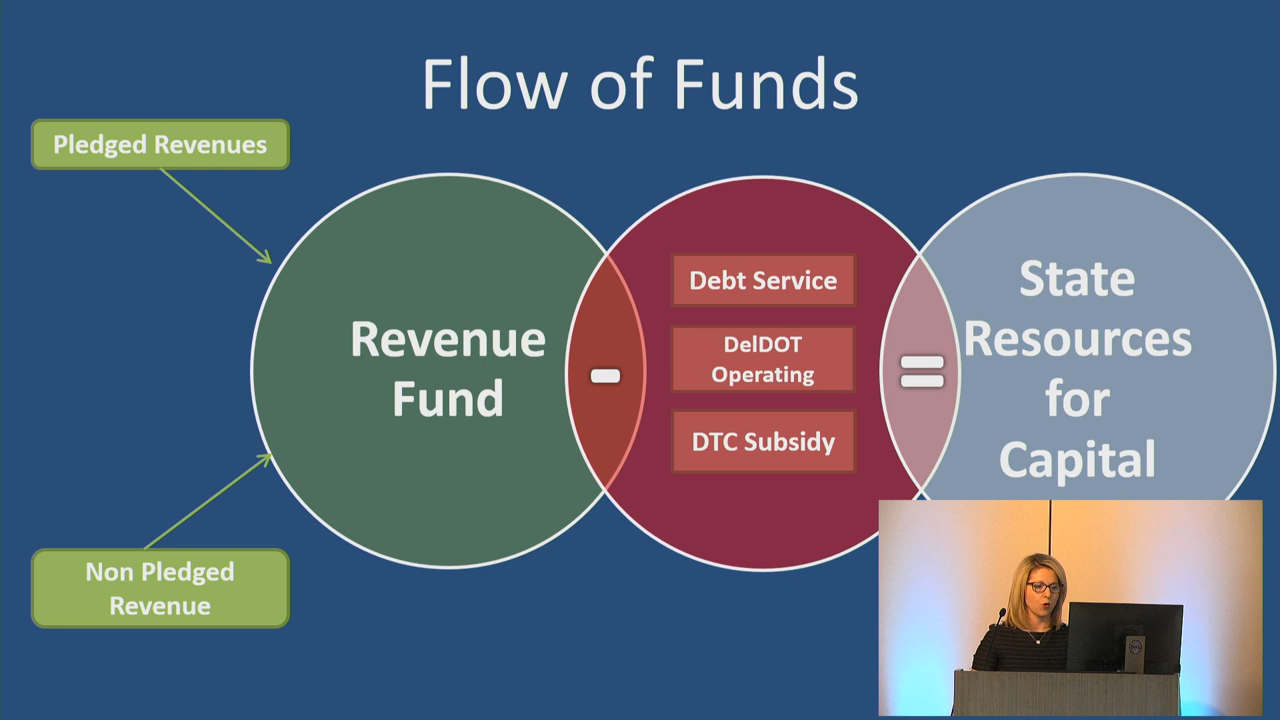 Flow of Funds
Pledged Revenues
Non Pledged
Revenue
Revenue
Fund
-
Debt Service
DelDOT
Operating
DTC Subsidy
=
State
Resources
for
Capital